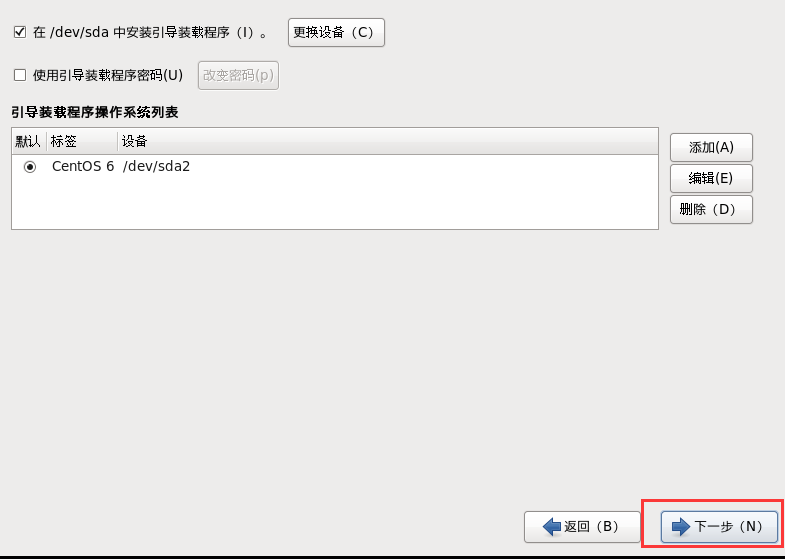 在 /dev/sda 中安装引导装载程序（I）。 更换设备（C）
使用引导装载程序密码(U) 改变密码(p)
引导装载程序操作系统列表
默认 标签 设备
添加(A)
CentOS 6 /dev/sda2
编辑(E)
删除（D）
返回（B） 下一步（N）